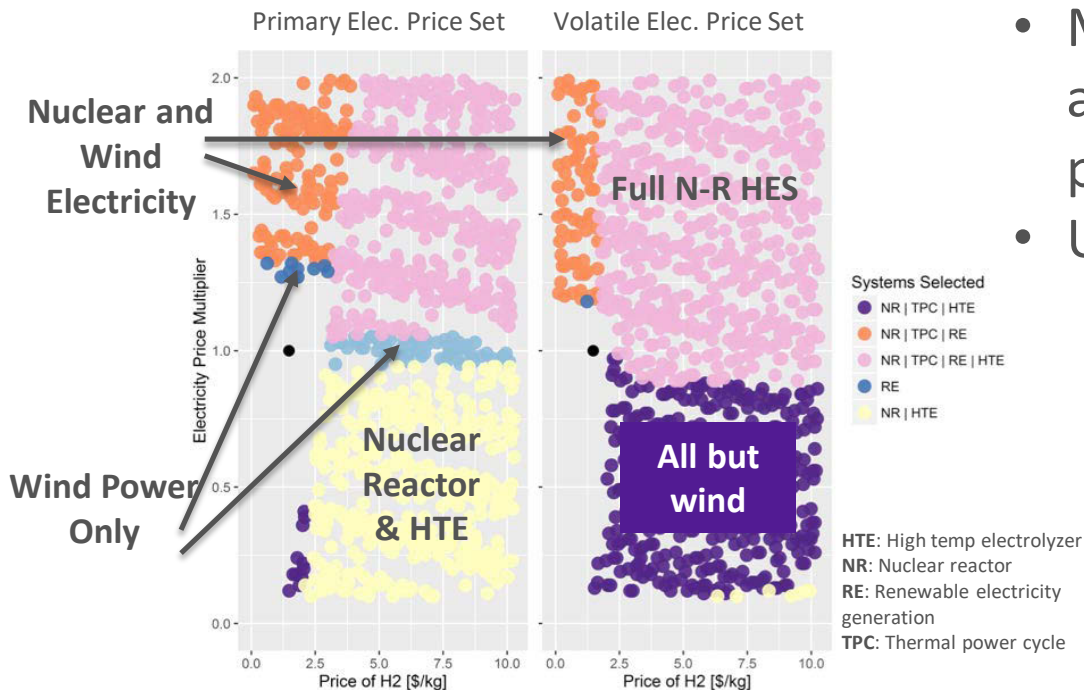 Primary Elec. Price Set
Volatile Elec. Price Set
2.0
1.5
1.0
0.5
0.0
Electricity Price Multiplier
Nuclear and
Wind
Electricity
Wind Power
Only
Nuclear
Reactor
& HTE
Full N-R HES
All but
wind
0.0 2.5 5.0 7.5 10.0
Price of H2 [$/kg]
0.0 2.5 5.0 7.5 10.0
Price of H2 [$/kg]
• M
a
p
• U
Systems Selected
NR | TPC | HTE
NR | TPC | RE
NR | TPC | RE | HTE
RE
NR | HTE
HTE: High temp electrolyzer
NR: Nuclear reactor
RE: Renewable electricity
generation
TPC: Thermal power cycle